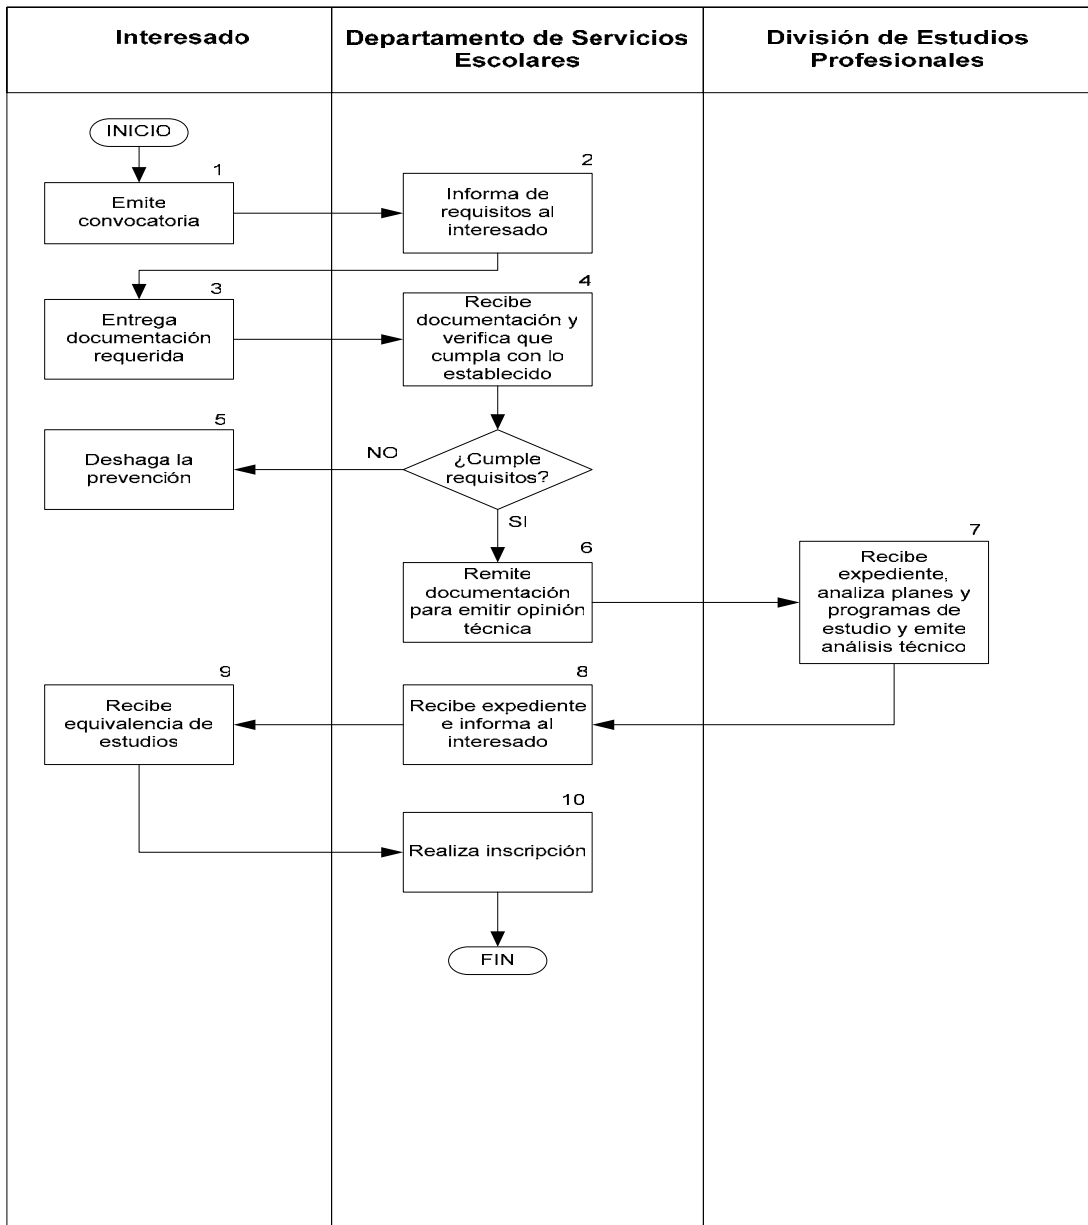 Interesado
Departamento de Servicios
Escolares
División de Estudios
Profesionales
INICIO
1
Emite
convocatoria
2
Informa de
requisitos al
interesado
3
Entrega
documentación
requerida
4
Recibe
documentación y
verifica que
cumpla con lo
establecido
5
Deshaga la
prevención
NO
¿Cumple
requisitos?
SI
6
Remite
documentación
para emitir opinión
técnica
7
Recibe
expediente,
analiza planes y
programas de
estudio y emite
análisis técnico
8
Recibe expediente
e informa al
interesado
9
Recibe
equivalencia de
estudios
10
Realiza inscripción
FIN